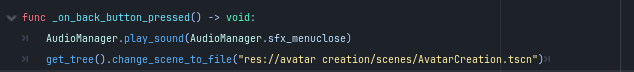 func _on_back_button_pressed() -> void:
AudioManager.play_sound(AudioManager.sfx_menuclose)
get_tree().change_scene_to_file("res://avatar creation/scenes/AvatarCreation.tscn")